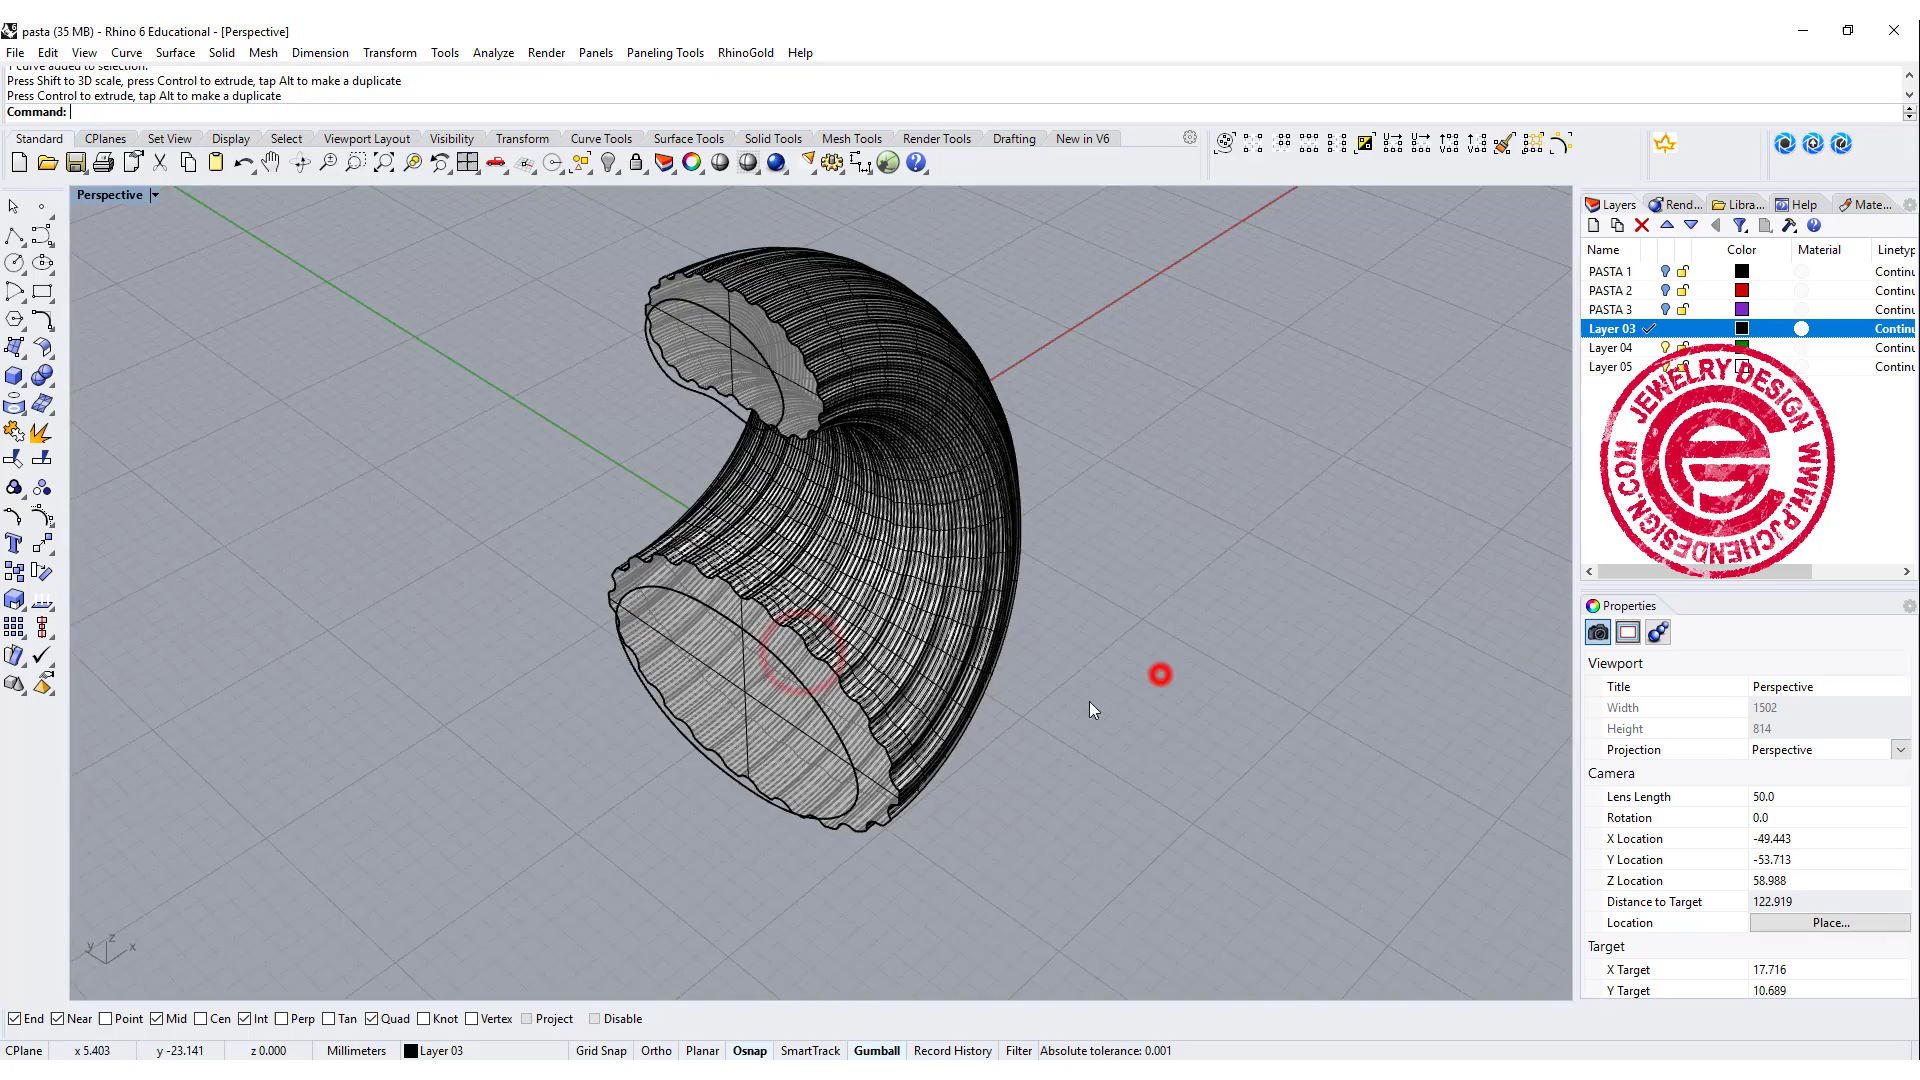 pasta (35 MB) - Rhino 6 Educational - [Perspective]
File Edit View Curve Surface Solid Mesh Dimension Transform Tools Analyze Render Panels Paneling Tools RhinoGold Help
1 curve added to selection.
Press Shift to 3D scale, press Control to extrude, tap Alt to make a duplicate
Press Control to extrude, tap Alt to make a duplicate
Command:
Standard CPlanes Set View Display Select Viewport Layout Visibility Transform Curve Tools Surface Tools Solid Tools Mesh Tools Render Tools Drafting New in V6
Perspective
Layers Rend... Libra... Help Mate...
Name Color Material Linetyp
PASTA 1 Continu
PASTA 2 Continu
PASTA 3 Continu
Layer 03 Continu
Layer 04 Continu
Layer 05 Continu
JEWELRY DESIGN WWW.PJCHENDESIGN.COM
Properties
Viewport
Title Perspective
Width 1502
Height 814
Projection Perspective
Camera
Lens Length 50.0
Rotation 0.0
X Location -49.443
Y Location -53.713
Z Location 58.988
Distance to Target 122.919
Location Place...
Target
X Target 17.716
Y Target 10.689
y z x
End Near Point Mid Cen Int Perp Tan Quad Knot Vertex Project Disable
CPlane x 5.403 y -23.141 z 0.000 Millimeters Layer 03 Grid Snap Ortho Planar Osnap SmartTrack Gumball Record History Filter Absolute tolerance: 0.001